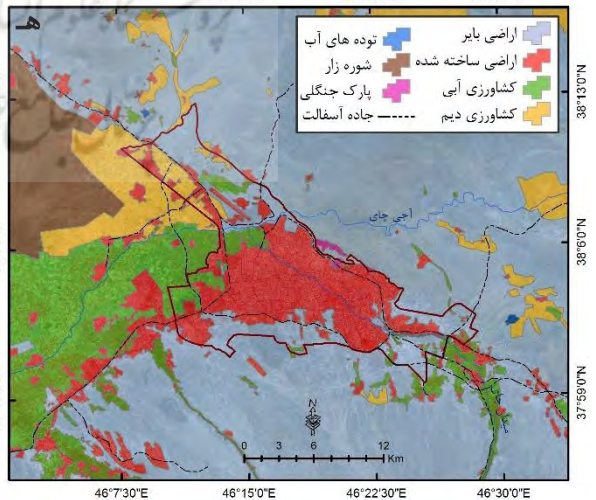 هـ
اراضی بایر
توده های آب
اراضی ساخته شده
شوره زار
کشاورزی آبی
پارک جنگلی
کشاورزی دیم
جاده آسفالت
آجی چای
38°13'0"N
38°6'0"N
37°59'0"N
N
0 3 6 12
Km
46°7'30"E 46°15'0"E 46°22'30"E 46°30'0"E